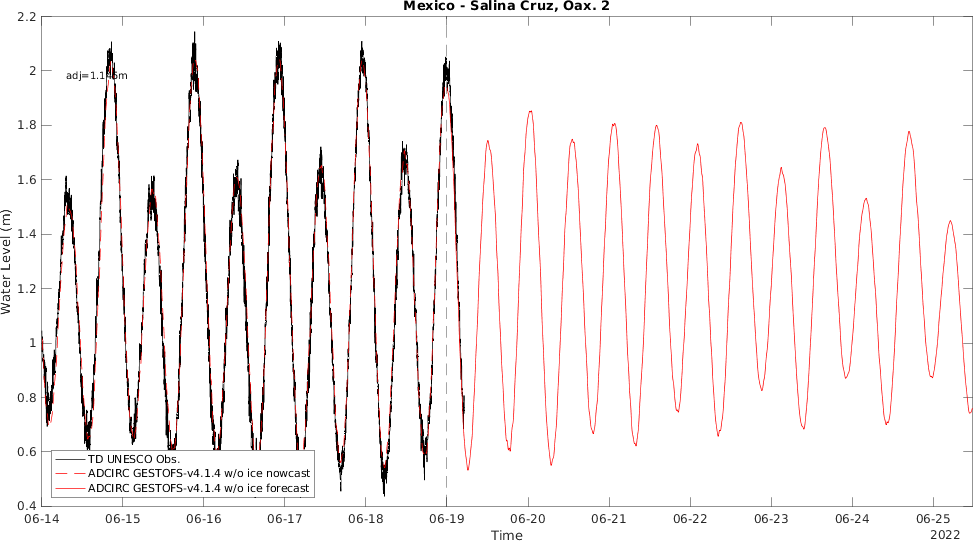 Mexico - Salina Cruz, Oax. 2
2.2
2
1.8
1.6
1.4
1.2
1
0.8
0.6
0.4
Water Level (m)
adj=1.146m
TD UNESCO Obs.
ADCIRC GESTOFS-v4.1.4 w/o ice nowcast
ADCIRC GESTOFS-v4.1.4 w/o ice forecast
06-14 06-15 06-16 06-17 06-18 06-19 06-20 06-21 06-22 06-23 06-24 06-25
Time
2022